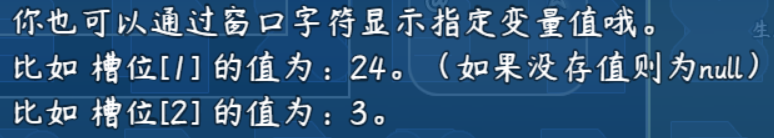 你也可以通过窗口字符显示指定变量值哦。
比如 槽位[1] 的值为：24。（如果没存值则为null）
比如 槽位[2] 的值为：3。
生